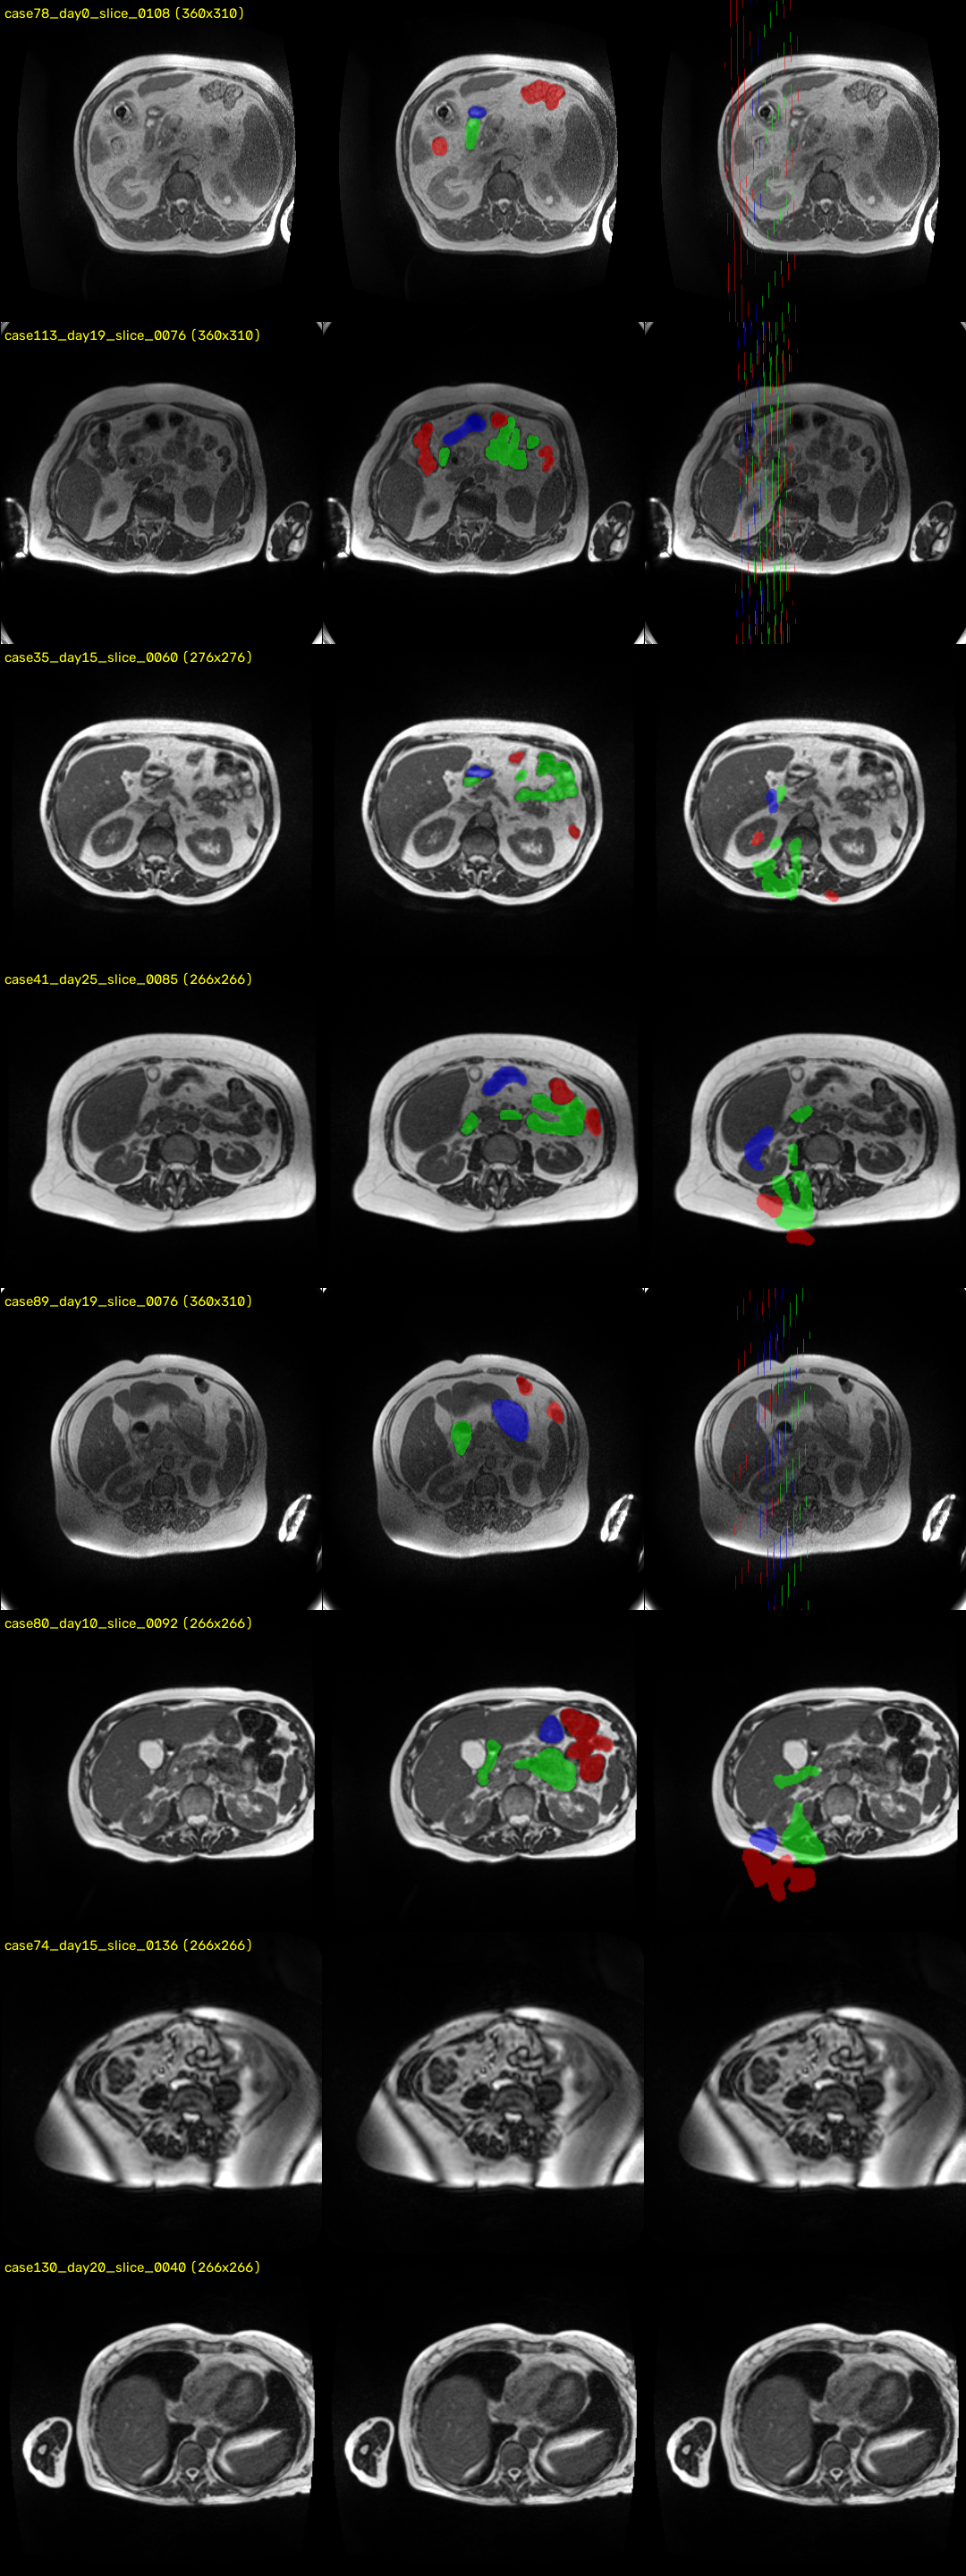 case78_day0_slice_0108 (360x310)
case113_day19_slice_0076 (360x310)
case35_day15_slice_0060 (276x276)
case41_day25_slice_0085 (266x266)
case89_day19_slice_0076 (360x310)
case80_day10_slice_0092 (266x266)
case74_day15_slice_0136 (266x266)
case130_day20_slice_0040 (266x266)